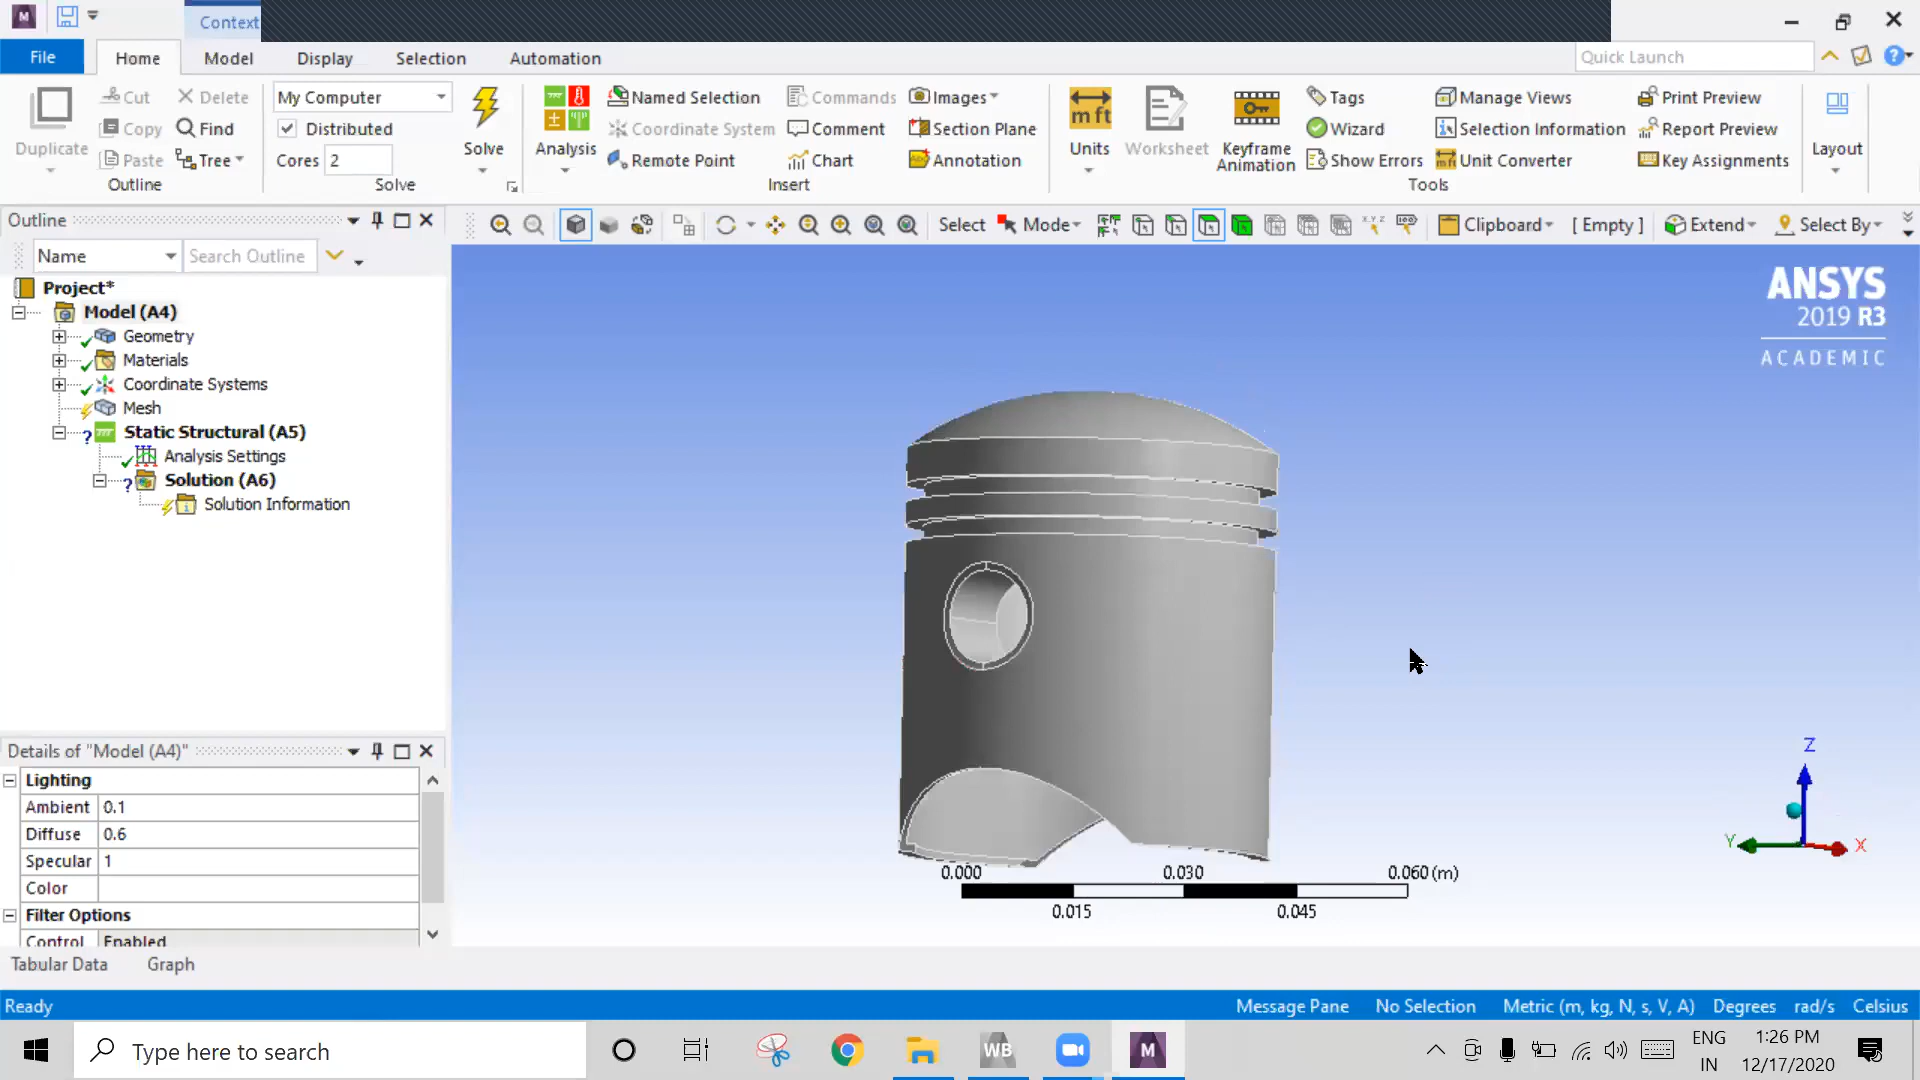 M
Context
File
Home
Model
Display
Selection
Automation
Quick Launch
Duplicate
Cut
Delete
Copy
Find
Paste
Tree
Outline
My Computer
Distributed
Cores 2
Solve
Solve
Analysis
Named Selection
Coordinate System
Remote Point
Commands
Comment
Chart
Images
Section Plane
Annotation
Insert
mft
Units
Worksheet
Keyframe
Animation
Tags
Wizard
Show Errors
Manage Views
Selection Information
Unit Converter
Print Preview
Report Preview
Key Assignments
Tools
Layout
Outline
Select
Mode
Clipboard
[ Empty ]
Extend
Select By
Name
Search Outline
Project*
Model (A4)
Geometry
Materials
Coordinate Systems
Mesh
Static Structural (A5)
Analysis Settings
Solution (A6)
Solution Information
ANSYS
2019 R3
ACADEMIC
Z
Y
X
0.000
0.030
0.060 (m)
0.015
0.045
Details of "Model (A4)"
Lighting
Ambient 0.1
Diffuse 0.6
Specular 1
Color
Filter Options
Control Enabled
Tabular Data
Graph
Ready
Message Pane
No Selection
Metric (m, kg, N, s, V, A)
Degrees
rad/s
Celsius
Type here to search
WB
M
ENG
IN
1:26 PM
12/17/2020